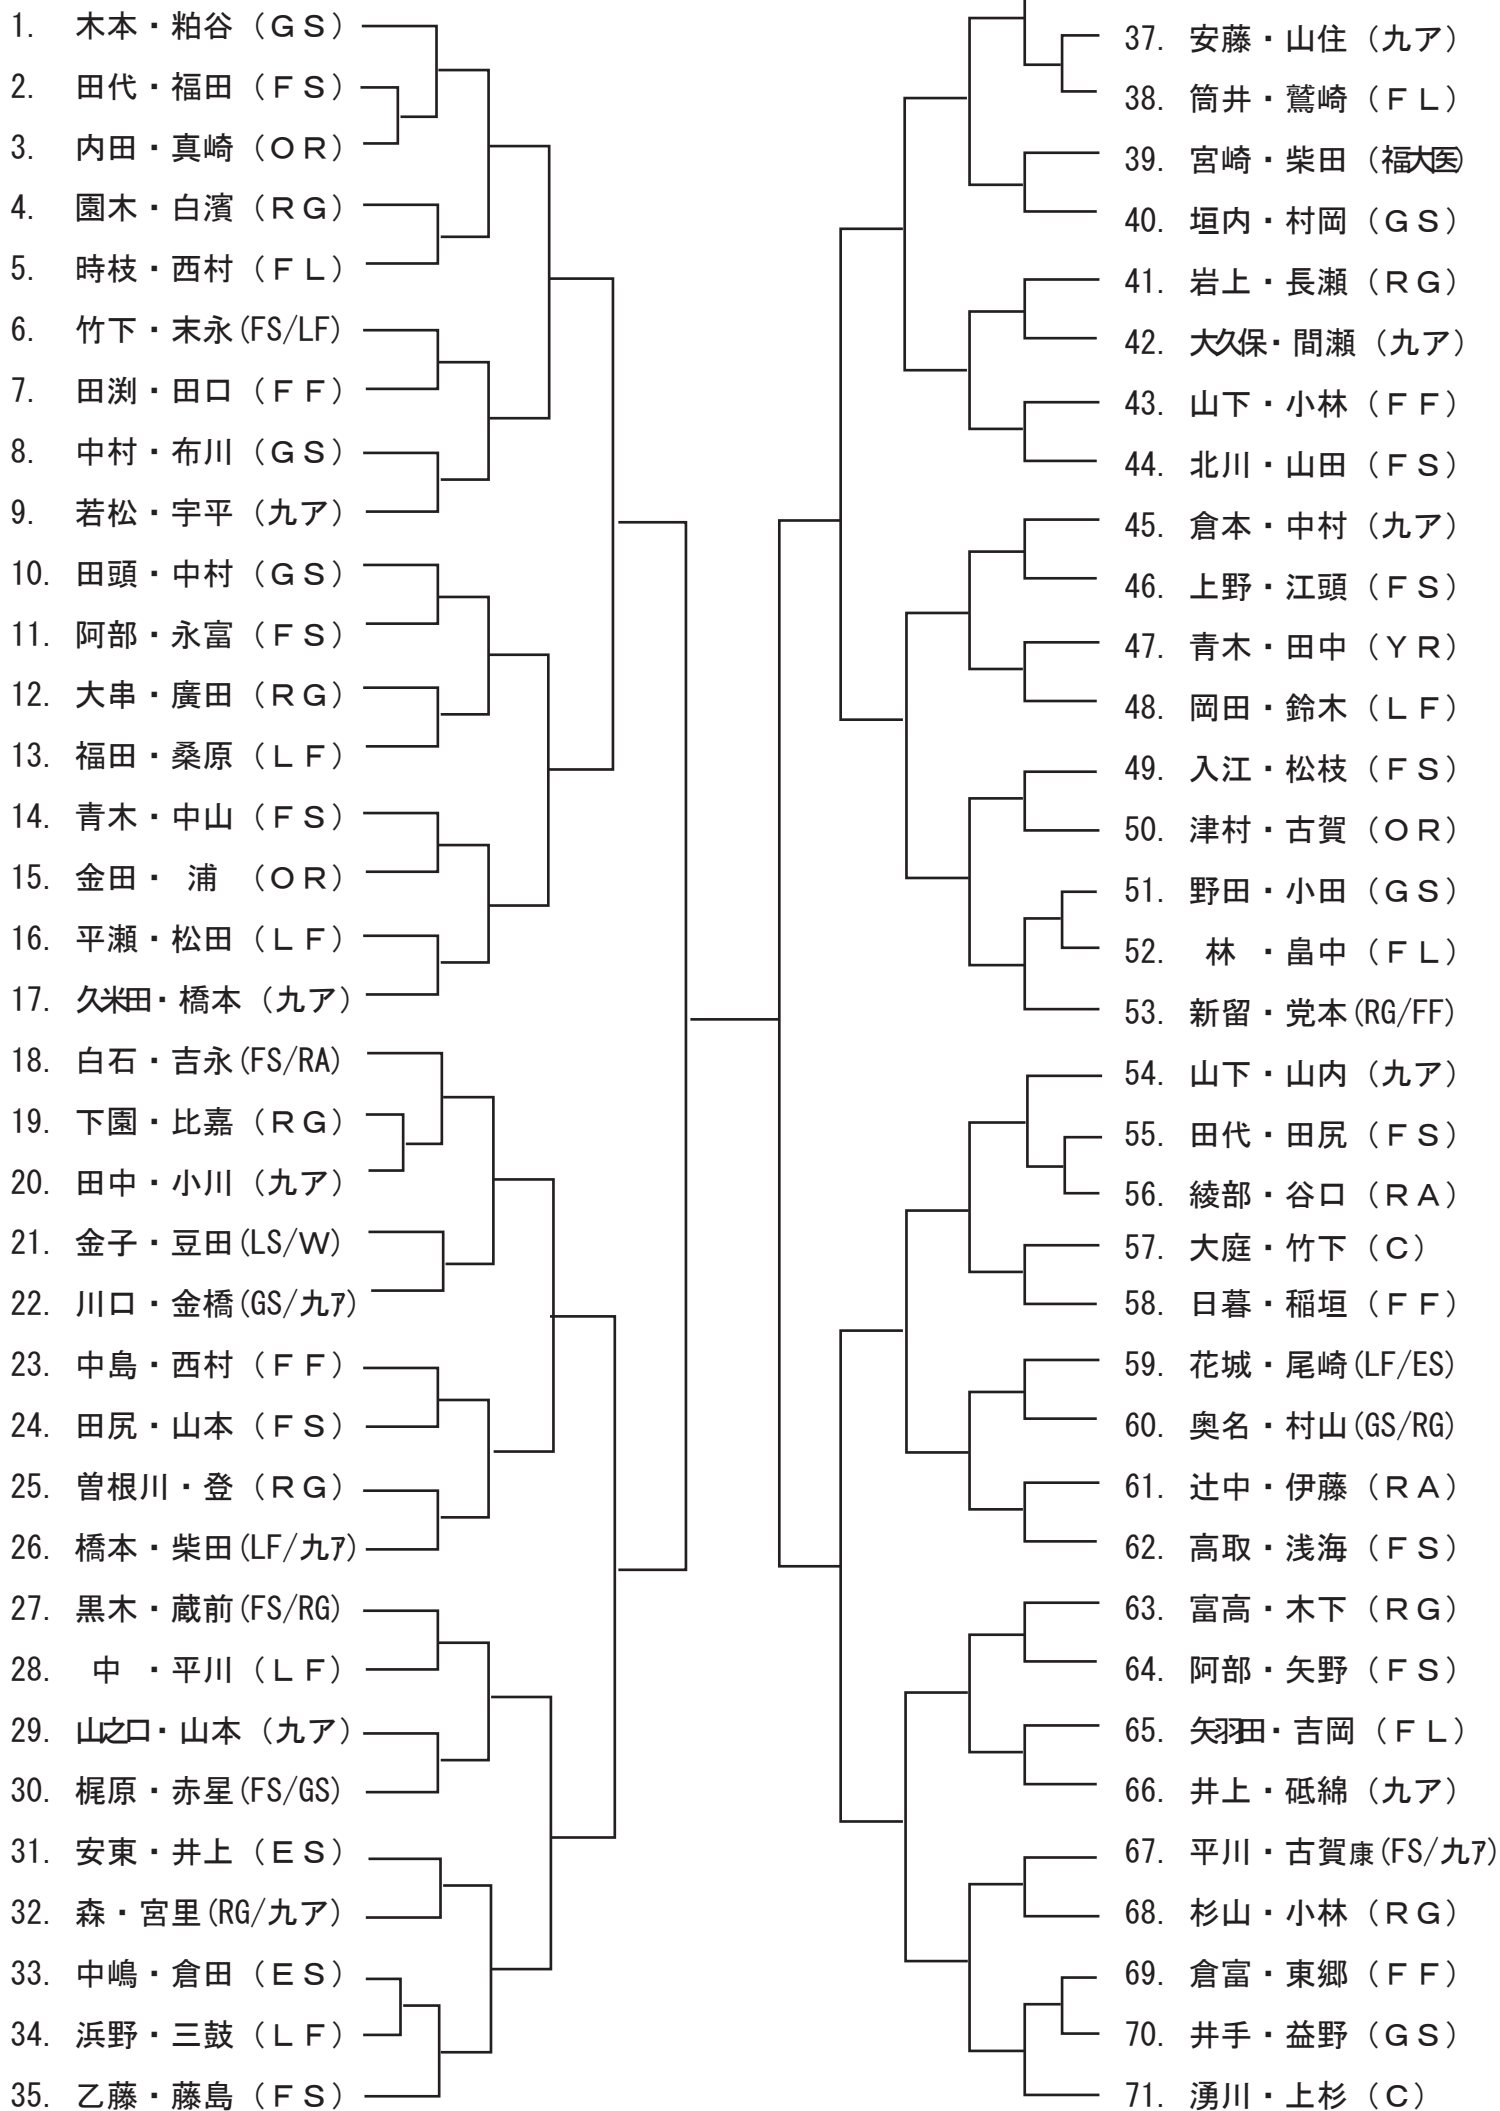 1. 木本・粕谷（ＧＳ）
2. 田代・福田（ＦＳ）
3. 内田・真崎（ＯＲ）
4. 園木・白濱（ＲＧ）
5. 時枝・西村（ＦＬ）
6. 竹下・末永(FS/LF)
7. 田渕・田口（ＦＦ）
8. 中村・布川（ＧＳ）
9. 若松・宇平（九ア）
10. 田頭・中村（ＧＳ）
11. 阿部・永富（ＦＳ）
12. 大串・廣田（ＲＧ）
13. 福田・桑原（ＬＦ）
14. 青木・中山（ＦＳ）
15. 金田・ 浦 （ＯＲ）
16. 平瀬・松田（ＬＦ）
17. 久米田・橋本（九ア）
18. 白石・吉永(FS/RA)
19. 下園・比嘉（ＲＧ）
20. 田中・小川（九ア）
21. 金子・豆田(LS/W)
22. 川口・金橋(GS/九ｱ)
23. 中島・西村（ＦＦ）
24. 田尻・山本（ＦＳ）
25. 曽根川・登（ＲＧ）
26. 橋本・柴田(LF/九ｱ)
27. 黒木・蔵前(FS/RG)
28. 中 ・平川（ＬＦ）
29. 山之口・山本（九ア）
30. 梶原・赤星(FS/GS)
31. 安東・井上（ＥＳ）
32. 森・宮里(RG/九ア)
33. 中嶋・倉田（ＥＳ）
34. 浜野・三鼓（ＬＦ）
35. 乙藤・藤島（ＦＳ）
37. 安藤・山住（九ア）
38. 筒井・鷲崎（ＦＬ）
39. 宮崎・柴田（福大医）
40. 垣内・村岡（ＧＳ）
41. 岩上・長瀬（ＲＧ）
42. 大久保・間瀬（九ア）
43. 山下・小林（ＦＦ）
44. 北川・山田（ＦＳ）
45. 倉本・中村（九ア）
46. 上野・江頭（ＦＳ）
47. 青木・田中（ＹＲ）
48. 岡田・鈴木（ＬＦ）
49. 入江・松枝（ＦＳ）
50. 津村・古賀（ＯＲ）
51. 野田・小田（ＧＳ）
52. 林 ・畠中（ＦＬ）
53. 新留・党本(RG/FF)
54. 山下・山内（九ア）
55. 田代・田尻（ＦＳ）
56. 綾部・谷口（ＲＡ）
57. 大庭・竹下（Ｃ）
58. 日暮・稲垣（ＦＦ）
59. 花城・尾崎(LF/ES)
60. 奥名・村山(GS/RG)
61. 辻中・伊藤（ＲＡ）
62. 高取・浅海（ＦＳ）
63. 富高・木下（ＲＧ）
64. 阿部・矢野（ＦＳ）
65. 矢羽田・吉岡（ＦＬ）
66. 井上・砥綿（九ア）
67. 平川・古賀康(FS/九ｱ)
68. 杉山・小林（ＲＧ）
69. 倉富・東郷（ＦＦ）
70. 井手・益野（ＧＳ）
71. 湧川・上杉（Ｃ）